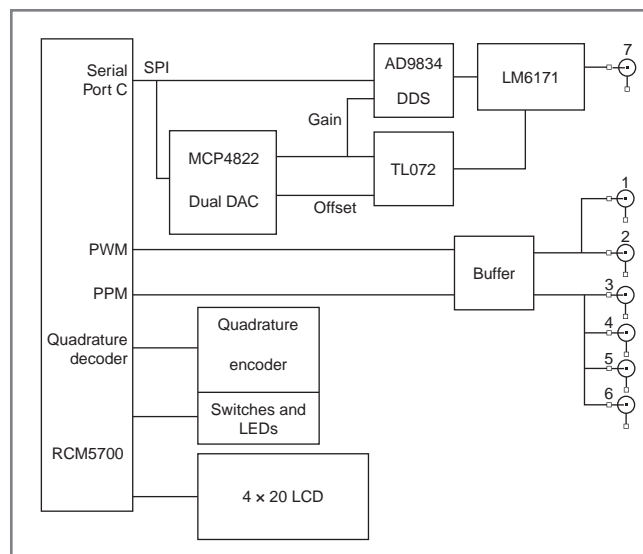 7
Serial
Port C
SPI
AD9834
DDS
LM6171
Gain
MCP4822
Dual DAC
TL072
Offset
1
PWM
2
Buffer
PPM
3
Quadrature
decoder
Quadrature
encoder
4
5
Switches and
LEDs
6
RCM5700
4 × 20 LCD